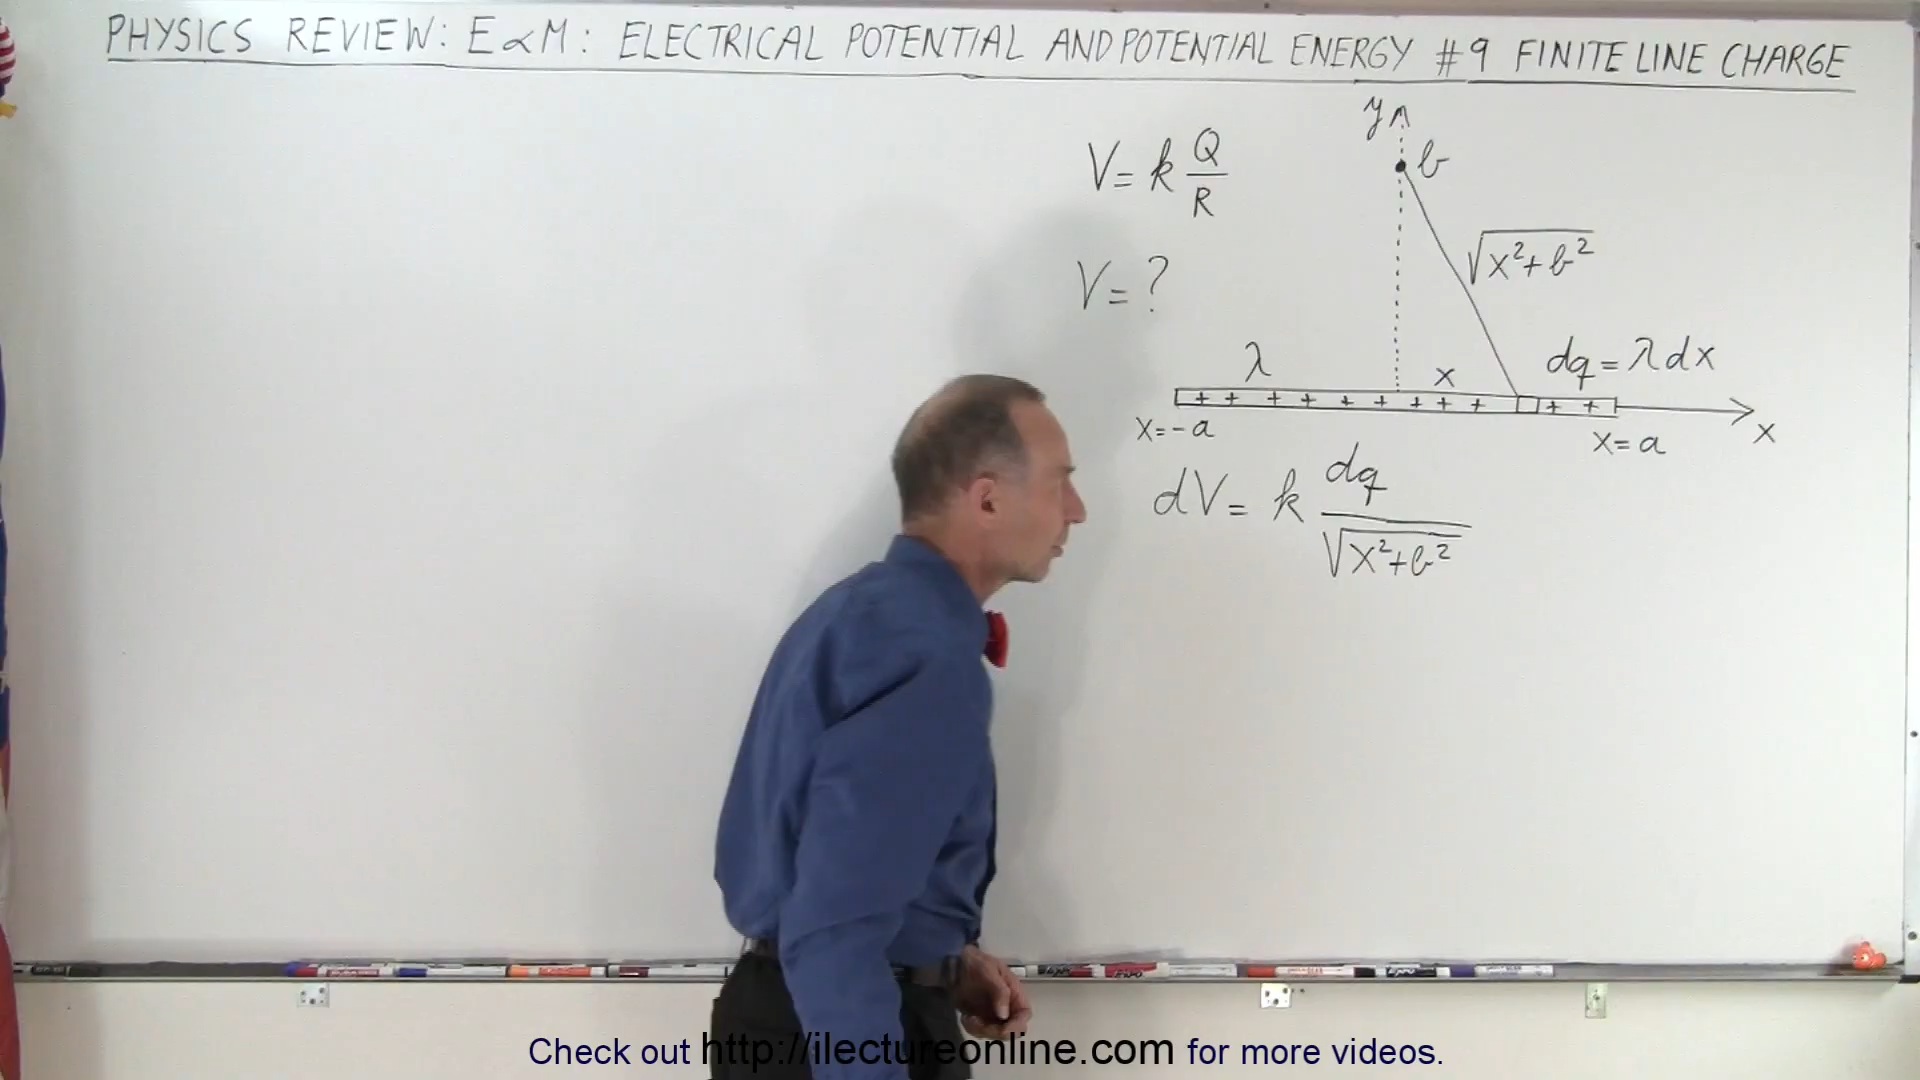 PHYSICS REVIEW: E & M: ELECTRICAL POTENTIAL AND POTENTIAL ENERGY #9 FINITE LINE CHARGE
y
b
V = k Q/R
√x²+b²
V = ?
λ
x
dq = λdx
+ + + + + + + + + + +
x = -a
x = a
x
dV = k dq/√x²+b²
Check out http://ilectureonline.com for more videos.